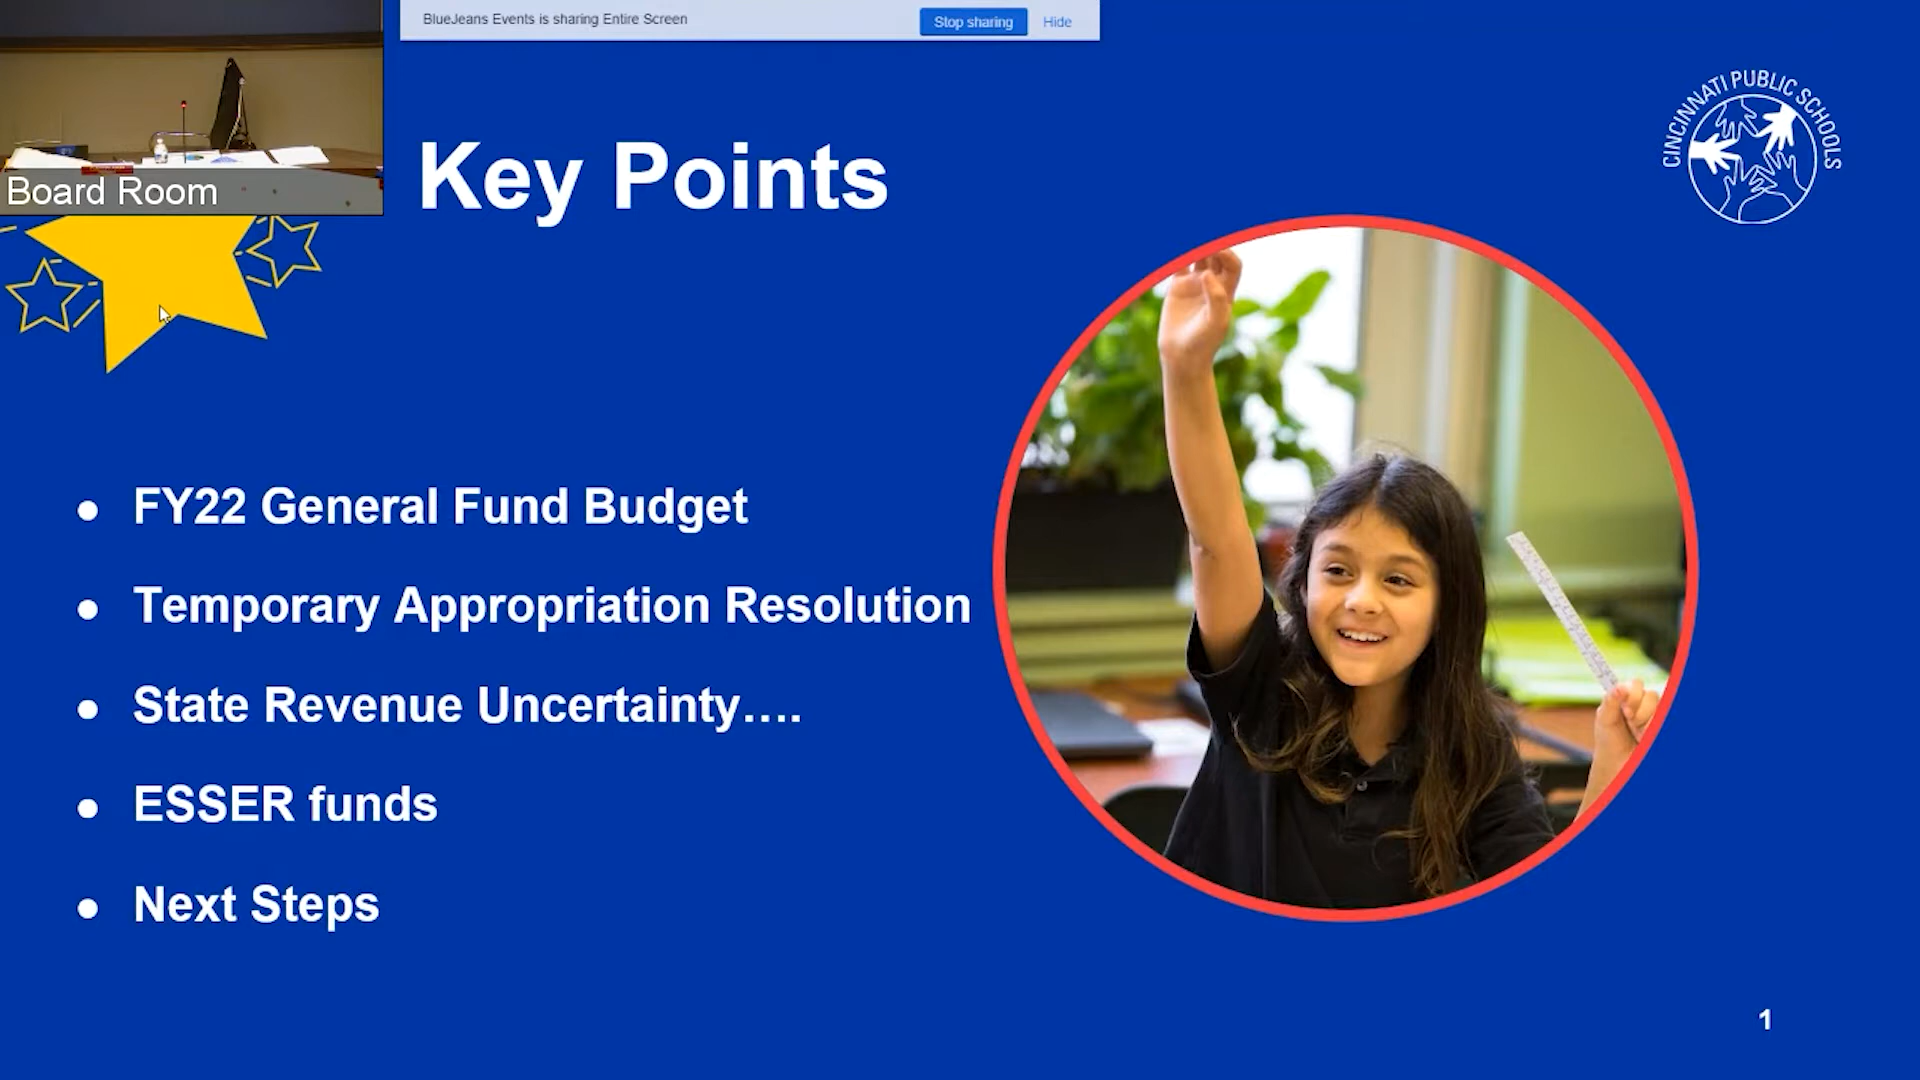 BlueJeans Events is sharing Entire Screen
Stop sharing
Hide
Board Room
CINCINNATI PUBLIC SCHOOLS
Key Points
● FY22 General Fund Budget
● Temporary Appropriation Resolution
● State Revenue Uncertainty….
● ESSER funds
● Next Steps
1